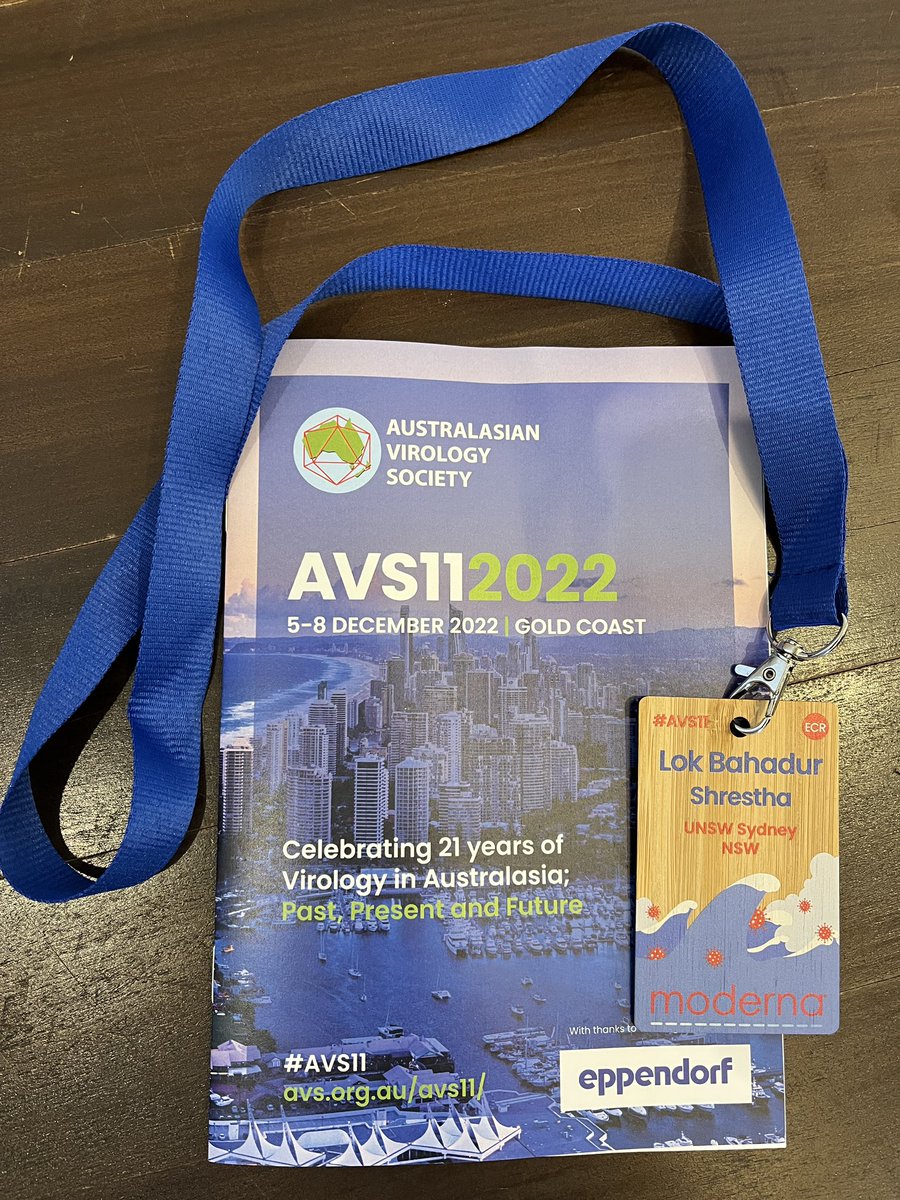 AUSTRALASIAN
VIROLOGY
SOCIETY
AVS112022
5-8 DECEMBER 2022 | GOLD COAST
Celebrating 21 years of
Virology in Australasia;
Past, Present and Future
#AVS11
avs.org.au/avs11/
With thanks to
eppendorf
#AVS11
ECR
Lok Bahadur
Shrestha
UNSW Sydney
NSW
moderna